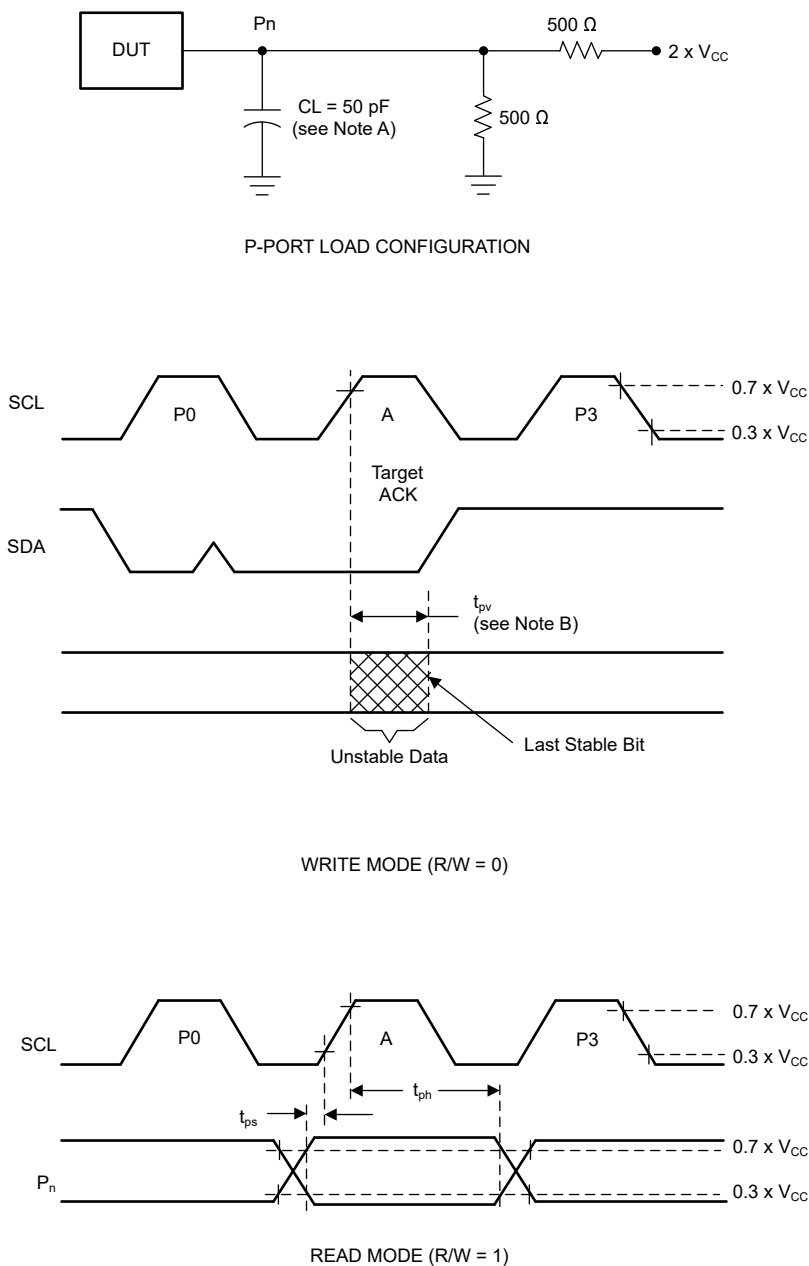 Pn
500 Ω
DUT
2 x VCC
CL = 50 pF
(see Note A)
500 Ω
P-PORT LOAD CONFIGURATION
SCL
P0
A
P3
0.7 x VCC
0.3 x VCC
Target
ACK
SDA
tpv
(see Note B)
Unstable Data
Last Stable Bit
WRITE MODE (R/W = 0)
SCL
P0
A
P3
0.7 x VCC
0.3 x VCC
tph
tps
Pn
0.7 x VCC
0.3 x VCC
READ MODE (R/W = 1)